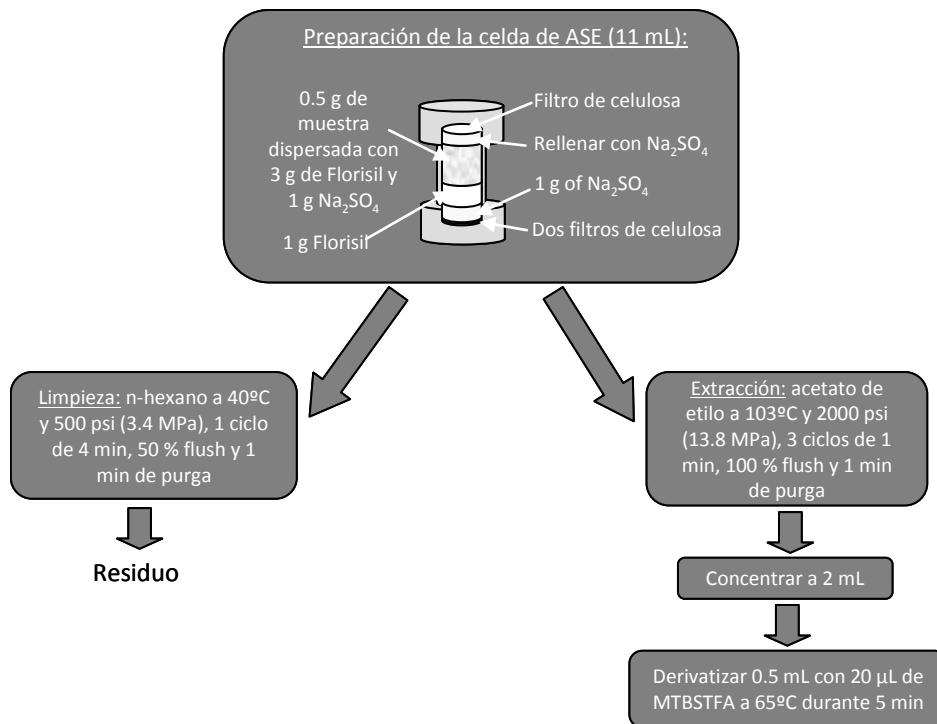 Preparación de la celda de ASE (11 mL):
0.5 g de
muestra
dispersada con
3 g de Florisil y
1 g Na₂SO₄
1 g Florisil
Filtro de celulosa
Rellenar con Na₂SO₄
1 g of Na₂SO₄
Dos filtros de celulosa
Limpieza: n-hexano a 40ºC
y 500 psi (3.4 MPa), 1 ciclo
de 4 min, 50 % flush y 1
min de purga
Residuo
Extracción: acetato de
etilo a 103ºC y 2000 psi
(13.8 MPa), 3 ciclos de 1
min, 100 % flush y 1 min
de purga
Concentrar a 2 mL
Derivatizar 0.5 mL con 20 µL de
MTBSTFA a 65ºC durante 5 min